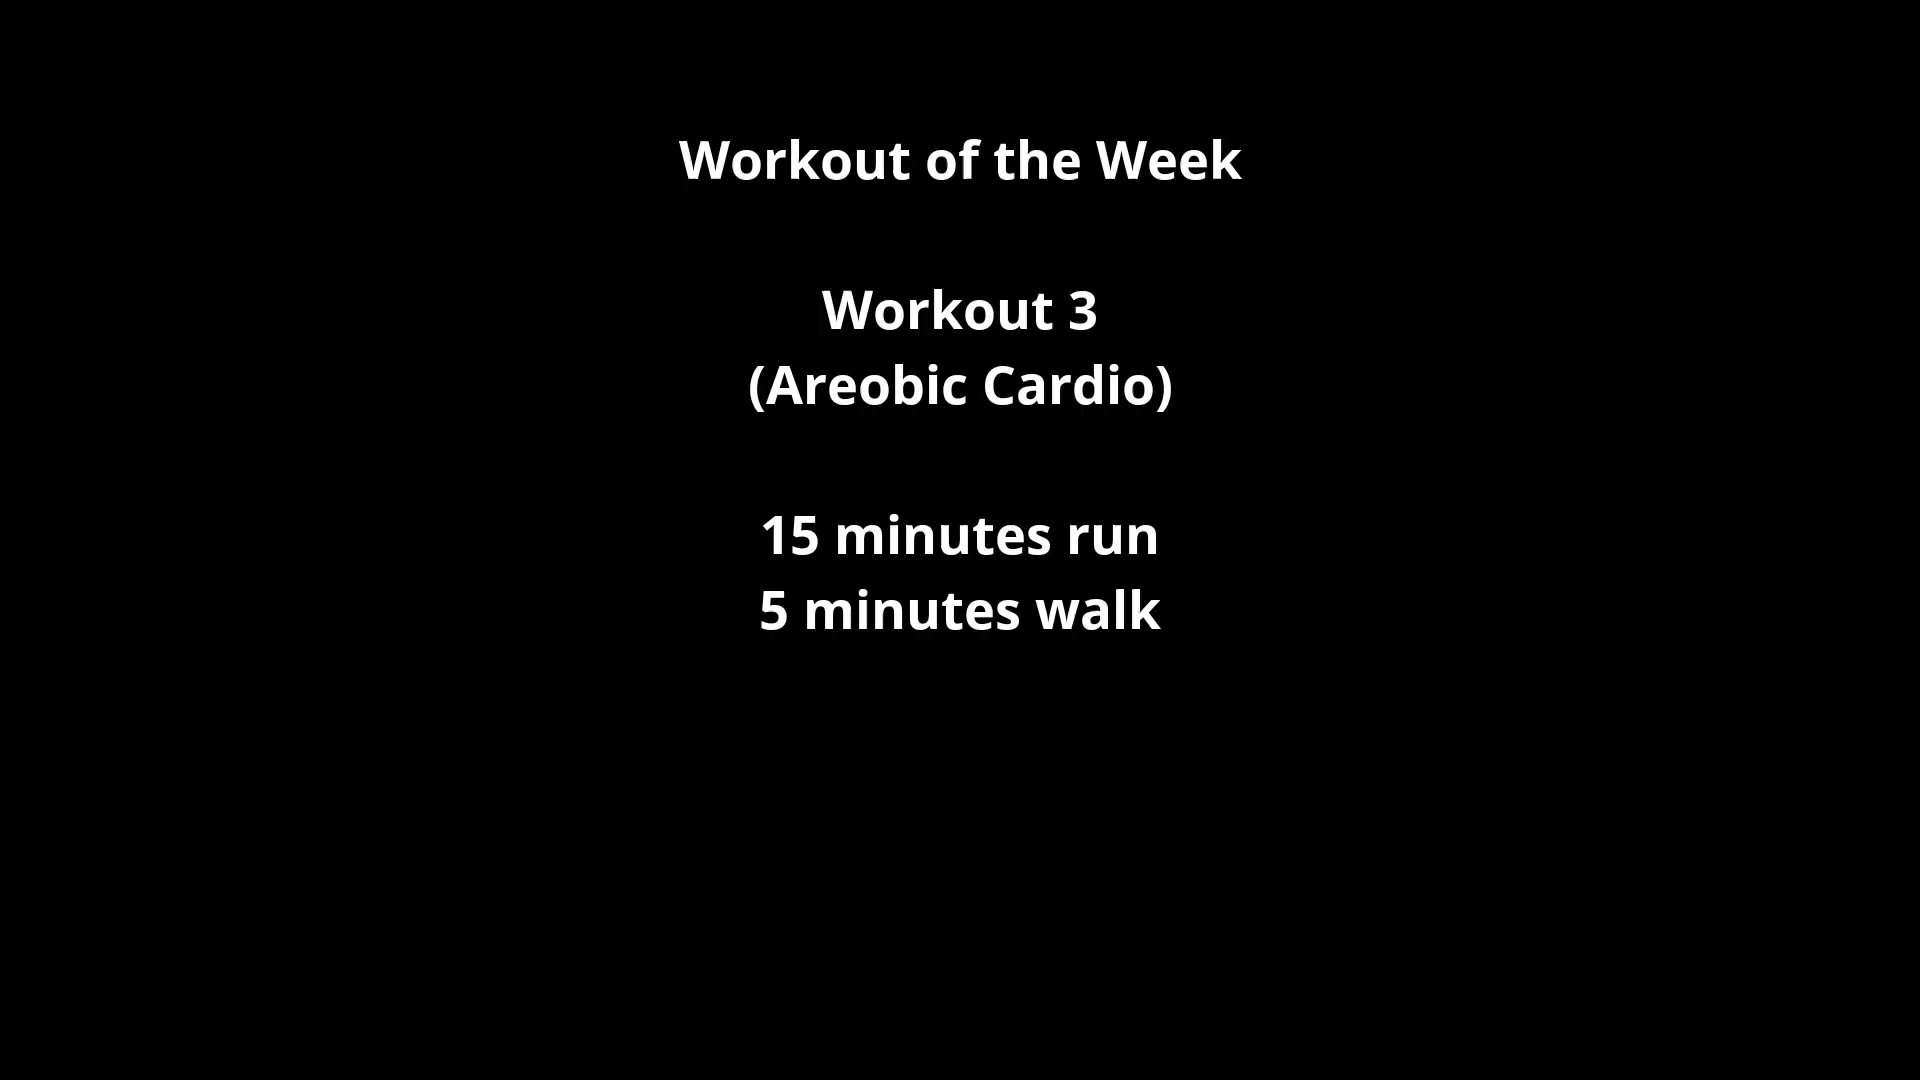 Workout of the Week
Workout 3
(Areobic Cardio)
15 minutes run
5 minutes walk